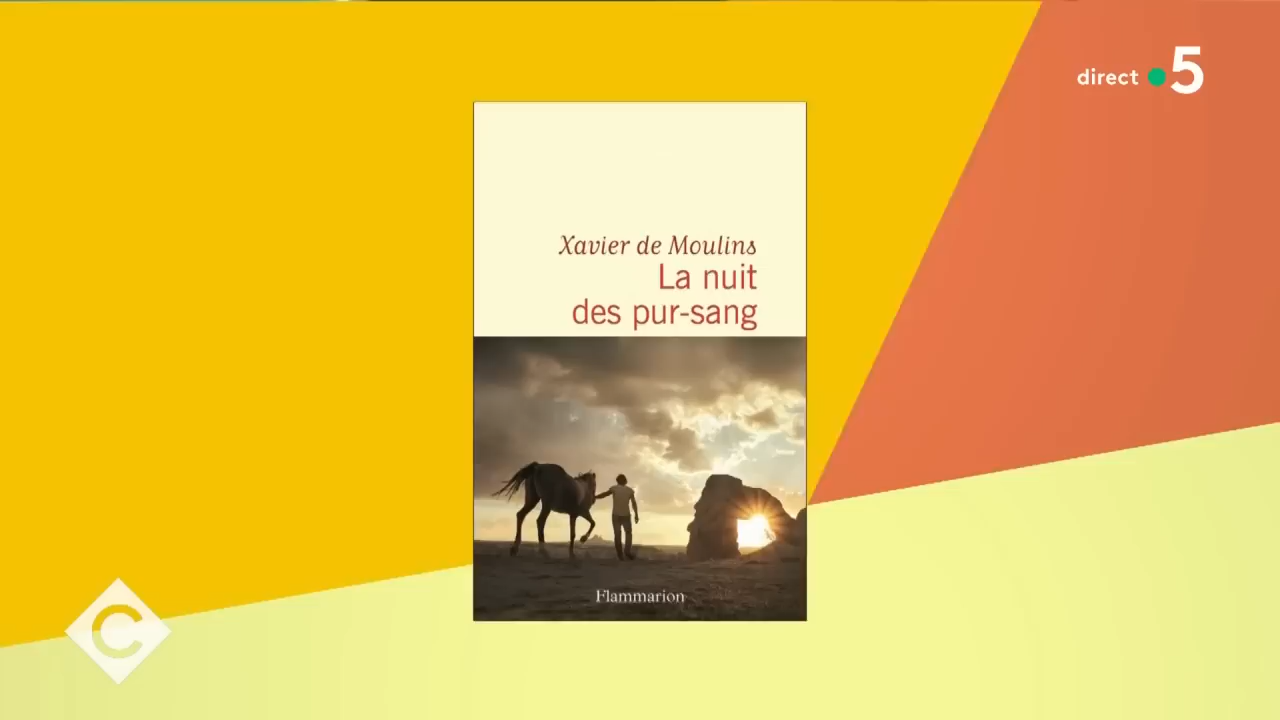 direct 5
Xavier de Moulins
La nuit
des pur-sang
Flammarion
C